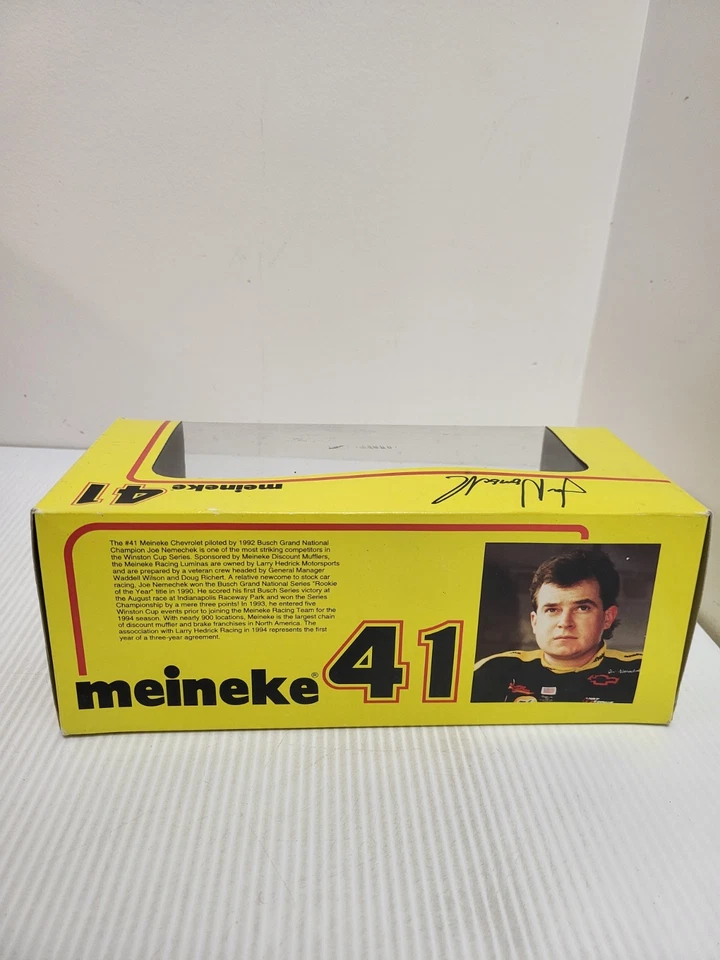 meineke 41
Joe Nemechek
The #41 Meineke Chevrolet piloted by 1992 Busch Grand National
Champion Joe Nemechek is one of the most striking competitors in
the Winston Cup Series. Sponsored by Meineke Discount Mufflers,
the Meineke Racing Luminas are owned by Larry Hedrick Motorsports
and are prepared by a veteran crew headed by General Manager
Waddell Wilson and Doug Richert. A relative newcome to stock car
racing, Joe Nemechek won the Busch Grand National Series "Rookie
of the Year" title in 1990. He scored his first Busch Series victory at
the August race at Indianapolis Raceway Park and won the Series
Championship by a mere three points! In 1993, he entered five
Winston Cup events prior to joining the Meineke Racing Team for the
1994 season. With nearly 900 locations, Meineke is the largest chain
of discount muffler and brake franchises in North America. The
assocciation with Larry Hedrick Racing in 1994 represents the first
year of a three-year agreement.
meineke® 41